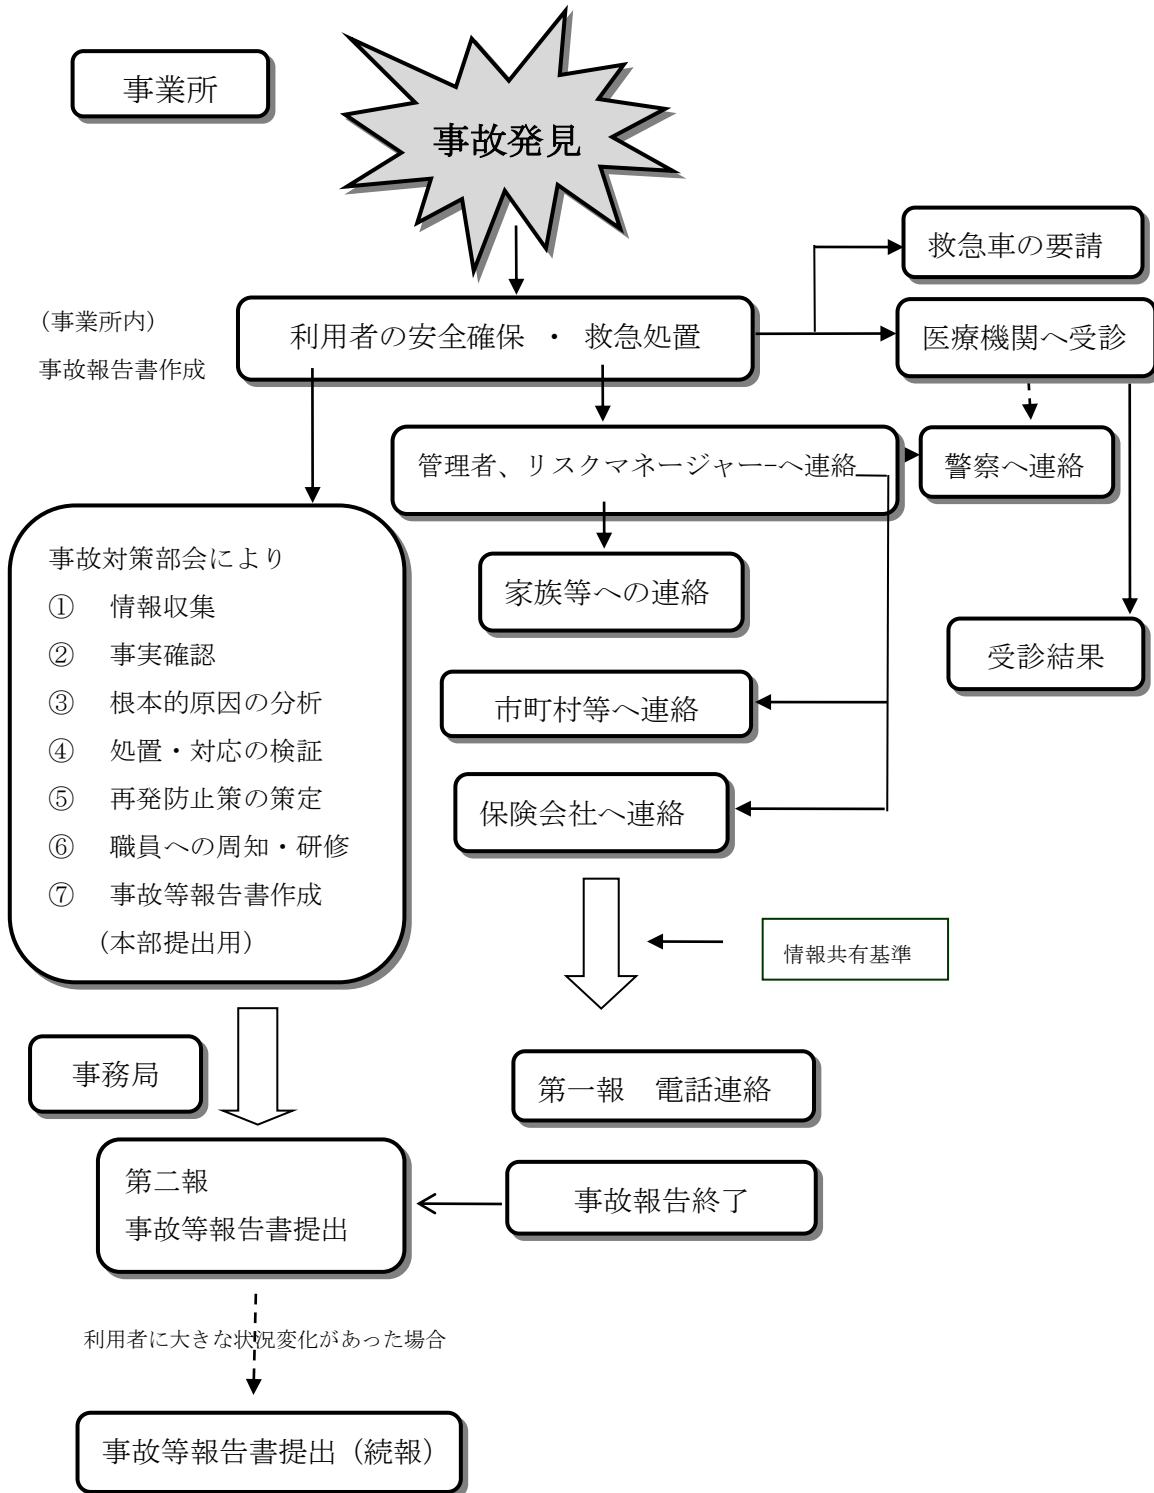 事業所
事故発見
救急車の要請
（事業所内）
事故報告書作成
利用者の安全確保 ・ 救急処置
医療機関へ受診
管理者、リスクマネージャー−へ連絡
警察へ連絡
事故対策部会により
① 情報収集
② 事実確認
③ 根本的原因の分析
④ 処置・対応の検証
⑤ 再発防止策の策定
⑥ 職員への周知・研修
⑦ 事故等報告書作成
（本部提出用）
家族等への連絡
受診結果
市町村等へ連絡
保険会社へ連絡
情報共有基準
事務局
第一報 電話連絡
第二報
事故等報告書提出
事故報告終了
利用者に大きな状況変化があった場合
事故等報告書提出（続報）